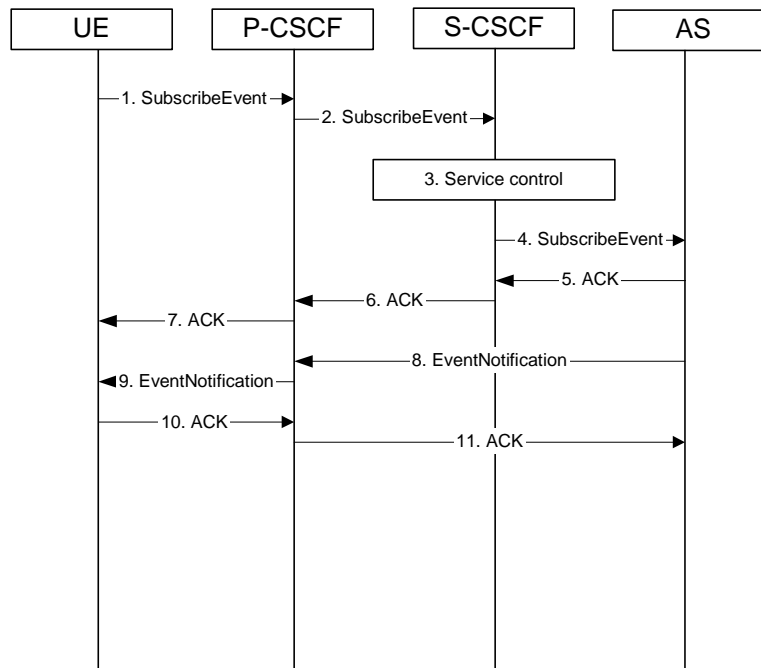 UE
P-CSCF
S-CSCF
AS
1. SubscribeEvent
2. SubscribeEvent
3. Service control
4. SubscribeEvent
5. ACK
6. ACK
7. ACK
8. EventNotification
9. EventNotification
10. ACK
11. ACK